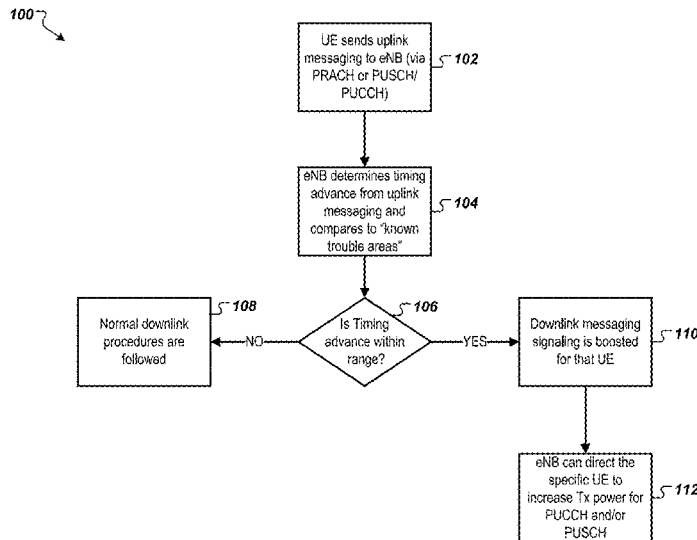 100
UE sends uplink
messaging to eNB (via
PRACH or PUSCH/
PUCCH)
102
eNB determines timing
advance from uplink
messaging and
compares to "known
trouble areas"
104
Is Timing
advance within
range?
106
NO
Normal downlink
procedures are
followed
108
YES
Downlink messaging
signaling is boosted
for that UE
110
eNB can direct the
specific UE to
increase Tx power for
PUCCH and/or
PUSCH
112